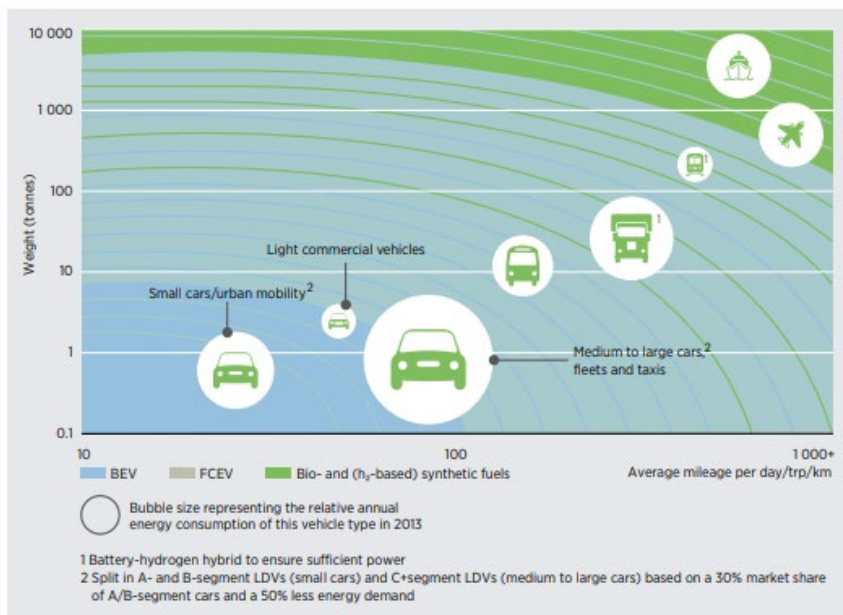 10 000
1 000
100
10
1
0.1
Weight (tonnes)
Light commercial vehicles
Small cars/urban mobility2
1
1
Medium to large cars,2
fleets and taxis
10
100
1 000+
BEV
FCEV
Bio- and (h₂-based) synthetic fuels
Average mileage per day/trp/km
Bubble size representing the relative annual
energy consumption of this vehicle type in 2013
1 Battery-hydrogen hybrid to ensure sufficient power
2 Split in A- and B-segment LDVs (small cars) and C+segment LDVs (medium to large cars) based on a 30% market share
of A/B-segment cars and a 50% less energy demand